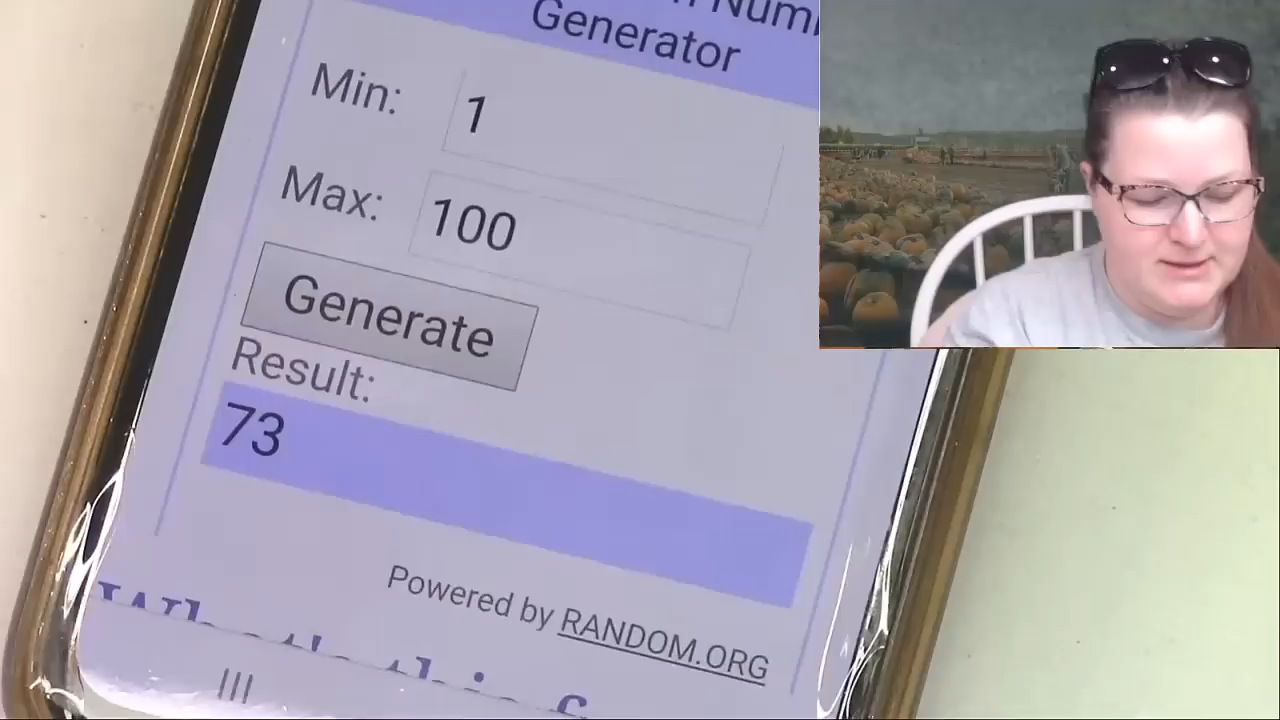 Generator
Min: 1
Max: 100
Generate
Result:
73
Powered by RANDOM.ORG